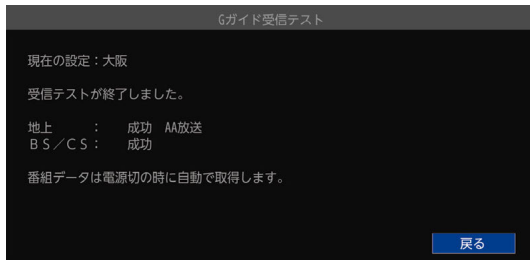 Gガイド受信テスト
現在の設定：大阪
受信テストが終了しました。
地上　　：　　成功　AA放送
ＢＳ／ＣＳ：　　成功
番組データは電源切の時に自動で取得します。
戻る